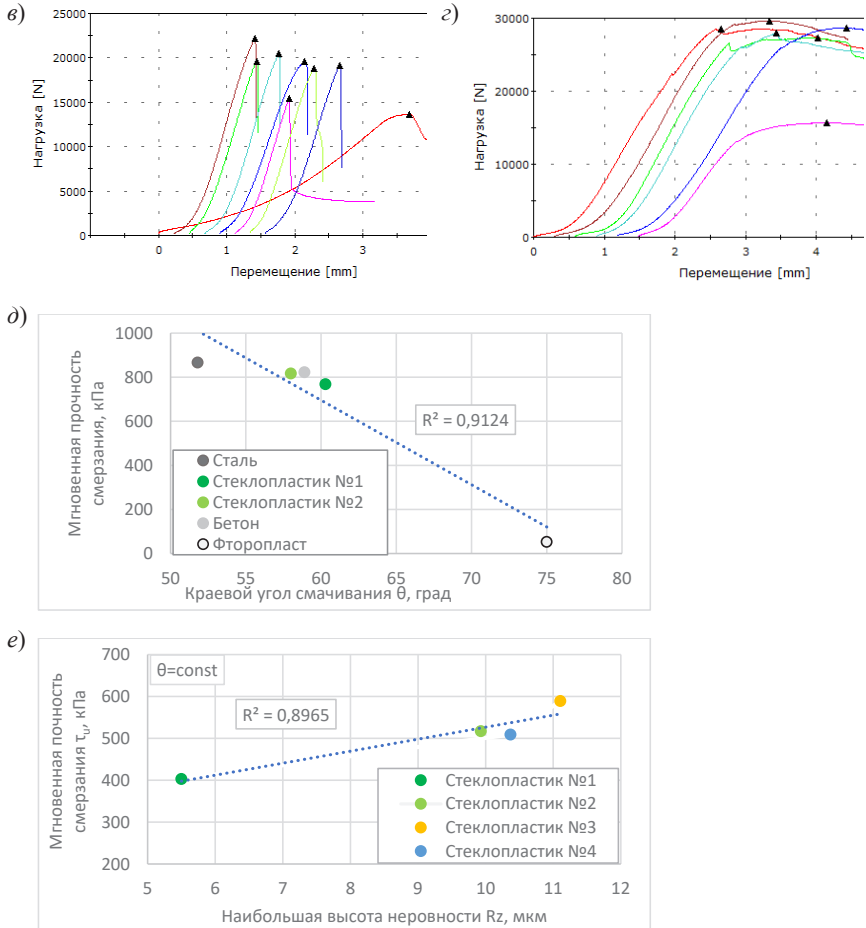 в)
25000
20000
15000
10000
5000
0
Нагрузка [N]
0
1
2
3
Перемещение [mm]
г)
30000
20000
10000
0
Нагрузка [N]
0
1
2
3
4
Перемещение [mm]
д)
1000
800
600
400
200
0
Мгновенная прочность
смерзания, кПа
R² = 0,9124
Сталь
Стеклопластик №1
Стеклопластик №2
Бетон
Фторопласт
50 55 60 65 70 75 80
Краевой угол смачивания θ, град
е)
700
600
500
400
300
200
Мгновенная почность
смерзания τu, кПа
θ=const
R² = 0,8965
Стеклопластик №1
Стеклопластик №2
Стеклопластик №3
Стеклопластик №4
5 6 7 8 9 10 11 12
Наибольшая высота неровности Rz, мкм